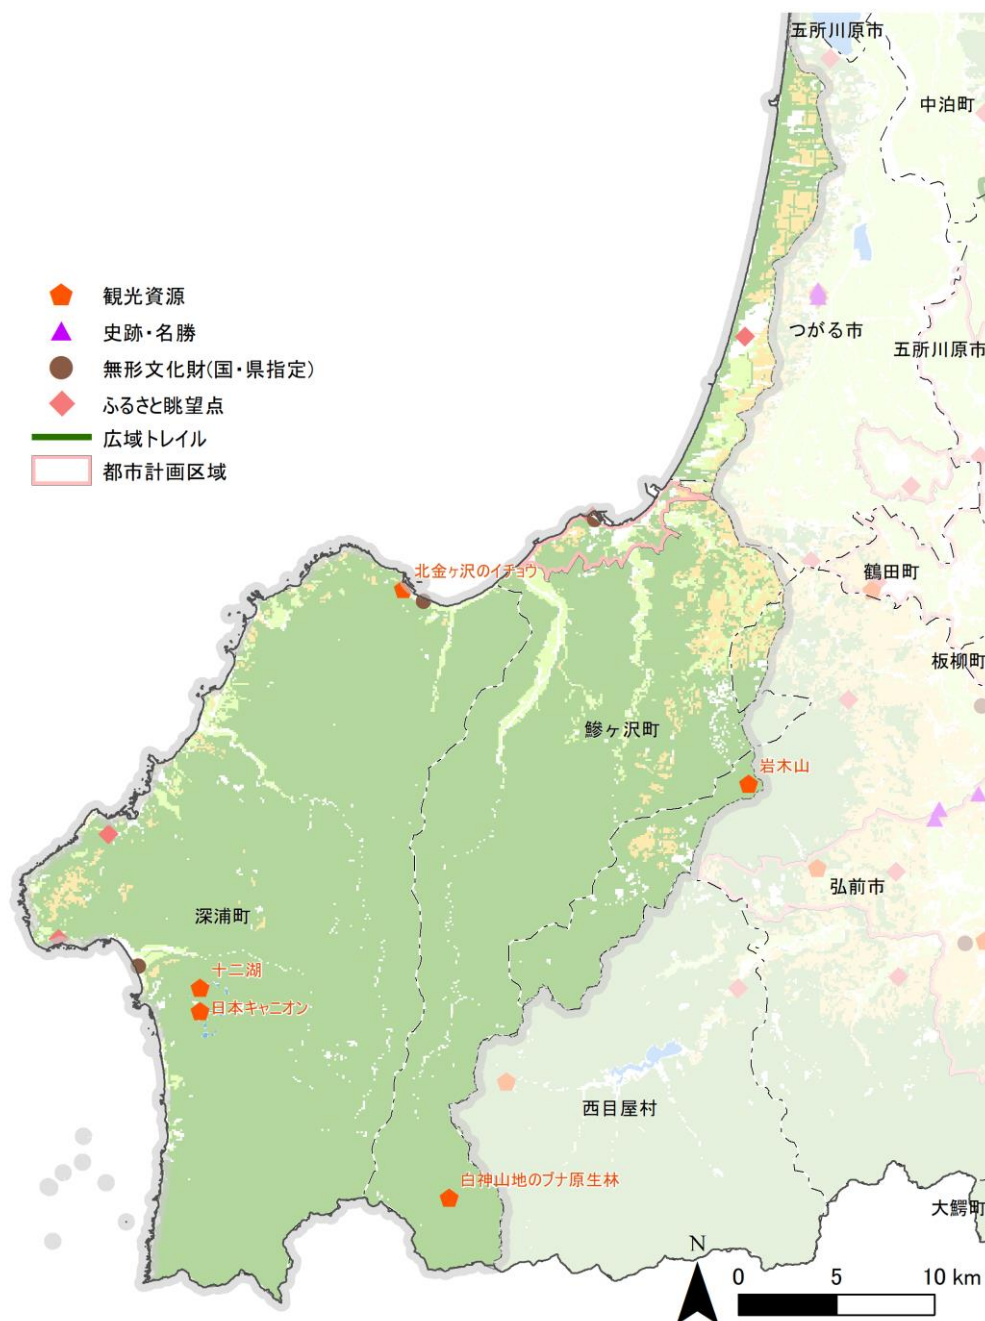 五所川原市
中泊町
観光資源
史跡・名勝
つがる市
無形文化財(国・県指定)
五所川原市
ふるさと眺望点
広域トレイル
都市計画区域
北金ヶ沢のイチョウ
鶴田町
板柳町
鰺ヶ沢町
岩木山
弘前市
深浦町
十二湖
日本キャニオン
西目屋村
白神山地のブナ原生林
大鰐町
N
0 5 10 km